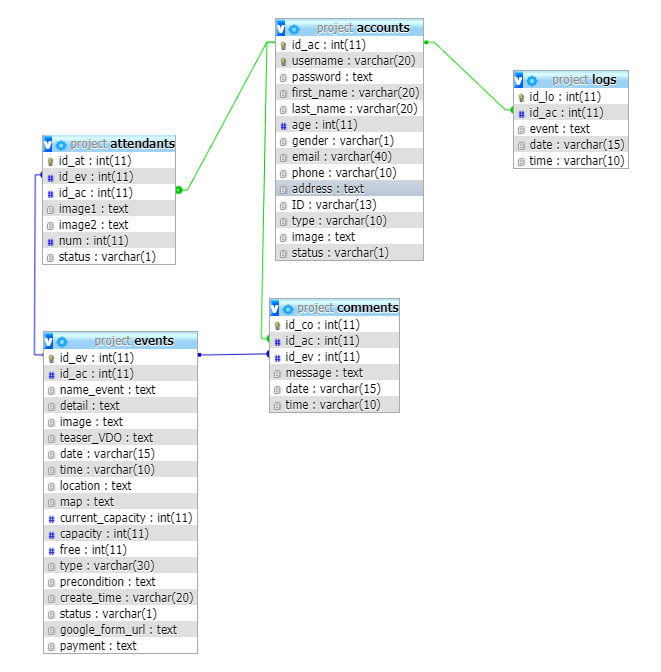 project accounts
id_ac : int(11)
username : varchar(20)
password : text
first_name : varchar(20)
last_name : varchar(20)
age : int(11)
gender : varchar(1)
email : varchar(40)
phone : varchar(10)
address : text
ID : varchar(13)
type : varchar(10)
image : text
status : varchar(1)
project logs
id_lo : int(11)
id_ac : int(11)
event : text
date : varchar(15)
time : varchar(10)
project attendants
id_at : int(11)
id_ev : int(11)
id_ac : int(11)
image1 : text
image2 : text
num : int(11)
status : varchar(1)
project comments
id_co : int(11)
id_ac : int(11)
id_ev : int(11)
message : text
date : varchar(15)
time : varchar(10)
project events
id_ev : int(11)
id_ac : int(11)
name_event : text
detail : text
image : text
teaser_VDO : text
date : varchar(15)
time : varchar(10)
location : text
map : text
current_capacity : int(11)
capacity : int(11)
free : int(11)
type : varchar(30)
precondition : text
create_time : varchar(20)
status : varchar(1)
google_form_url : text
payment : text